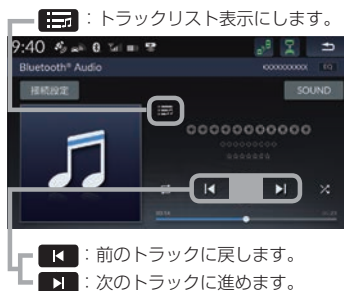 ：トラックリスト表示にします。
9:40
Bluetooth® Audio
XXXXXXXXXX EQ
接続設定
SOUND
：前のトラックに戻します。
：次のトラックに進めます。